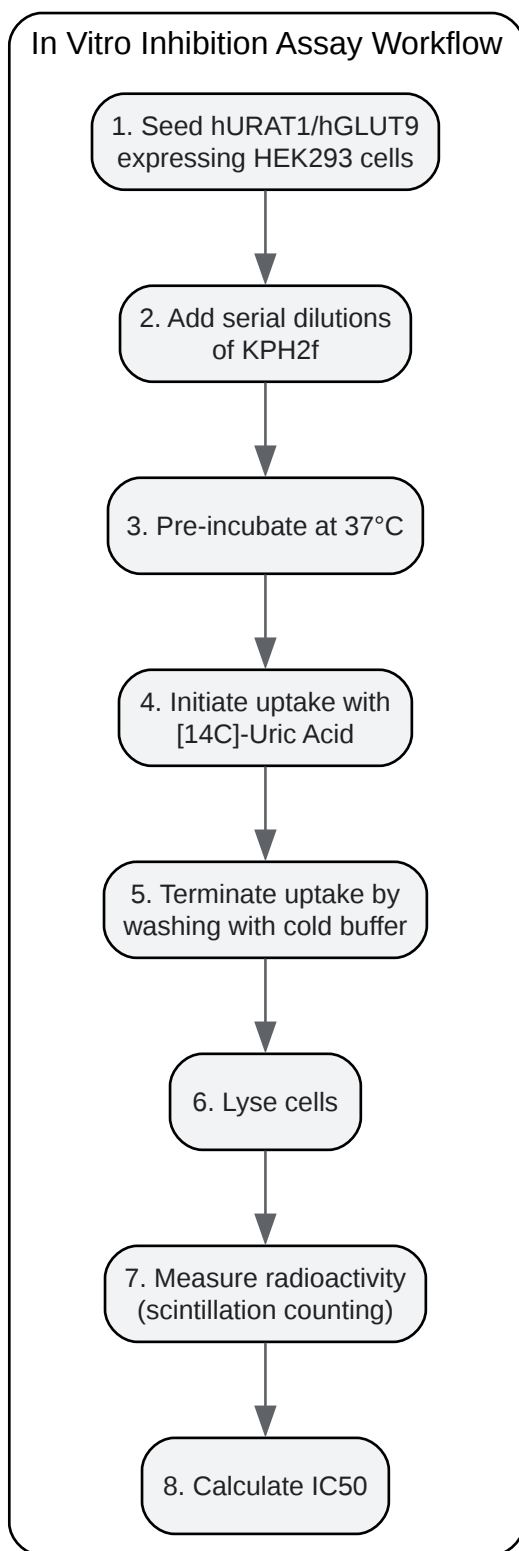 In Vitro Inhibition Assay Workflow
1. Seed hURAT1/hGLUT9
expressing HEK293 cells
2. Add serial dilutions
of KPH2f
3. Pre-incubate at 37°C
4. Initiate uptake with
[14C]-Uric Acid
5. Terminate uptake by
washing with cold buffer
6. Lyse cells
7. Measure radioactivity
(scintillation counting)
8. Calculate IC50